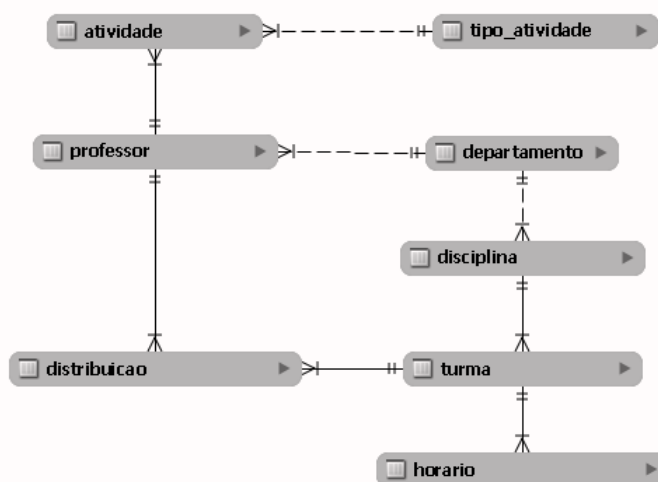 atividade
tipo_atividade
professor
departamento
disciplina
distribuicao
turma
horario